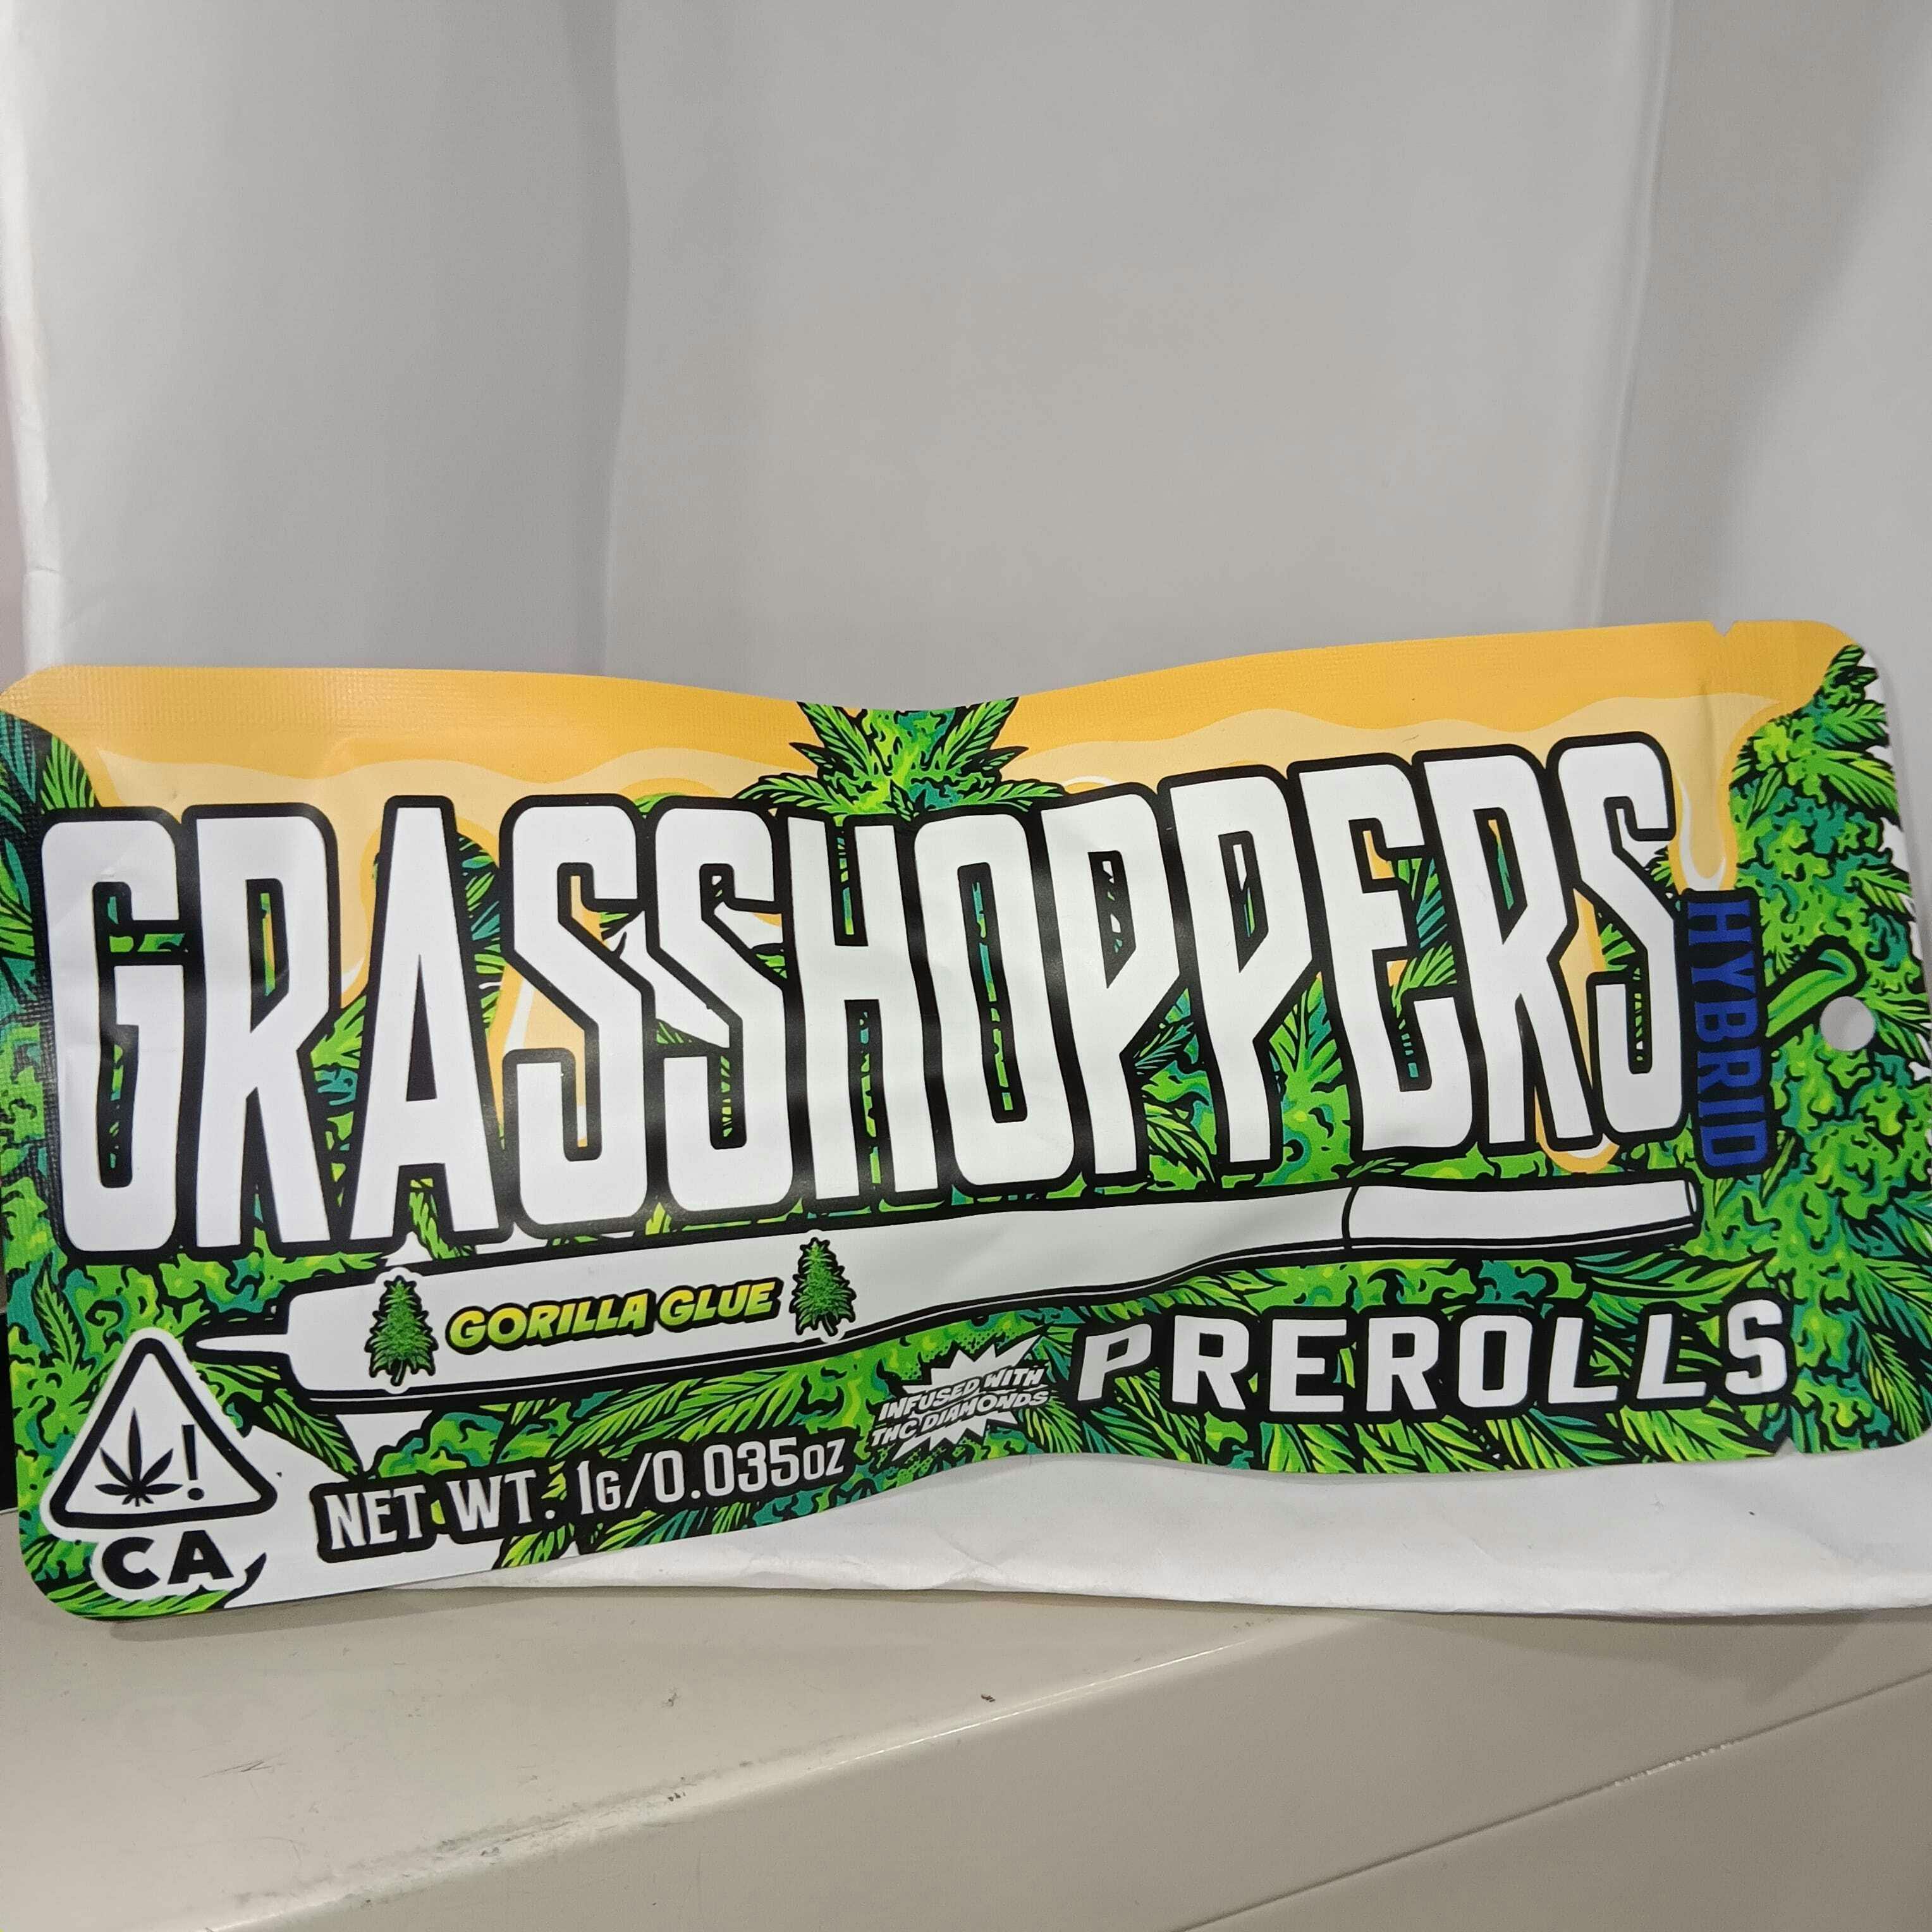 GRASSHOPPERS
HYBRID
GORILLA GLUE
INFUSED WITH
THC DIAMONDS
PREROLLS
NET WT. 1G/0.035OZ
!
CA